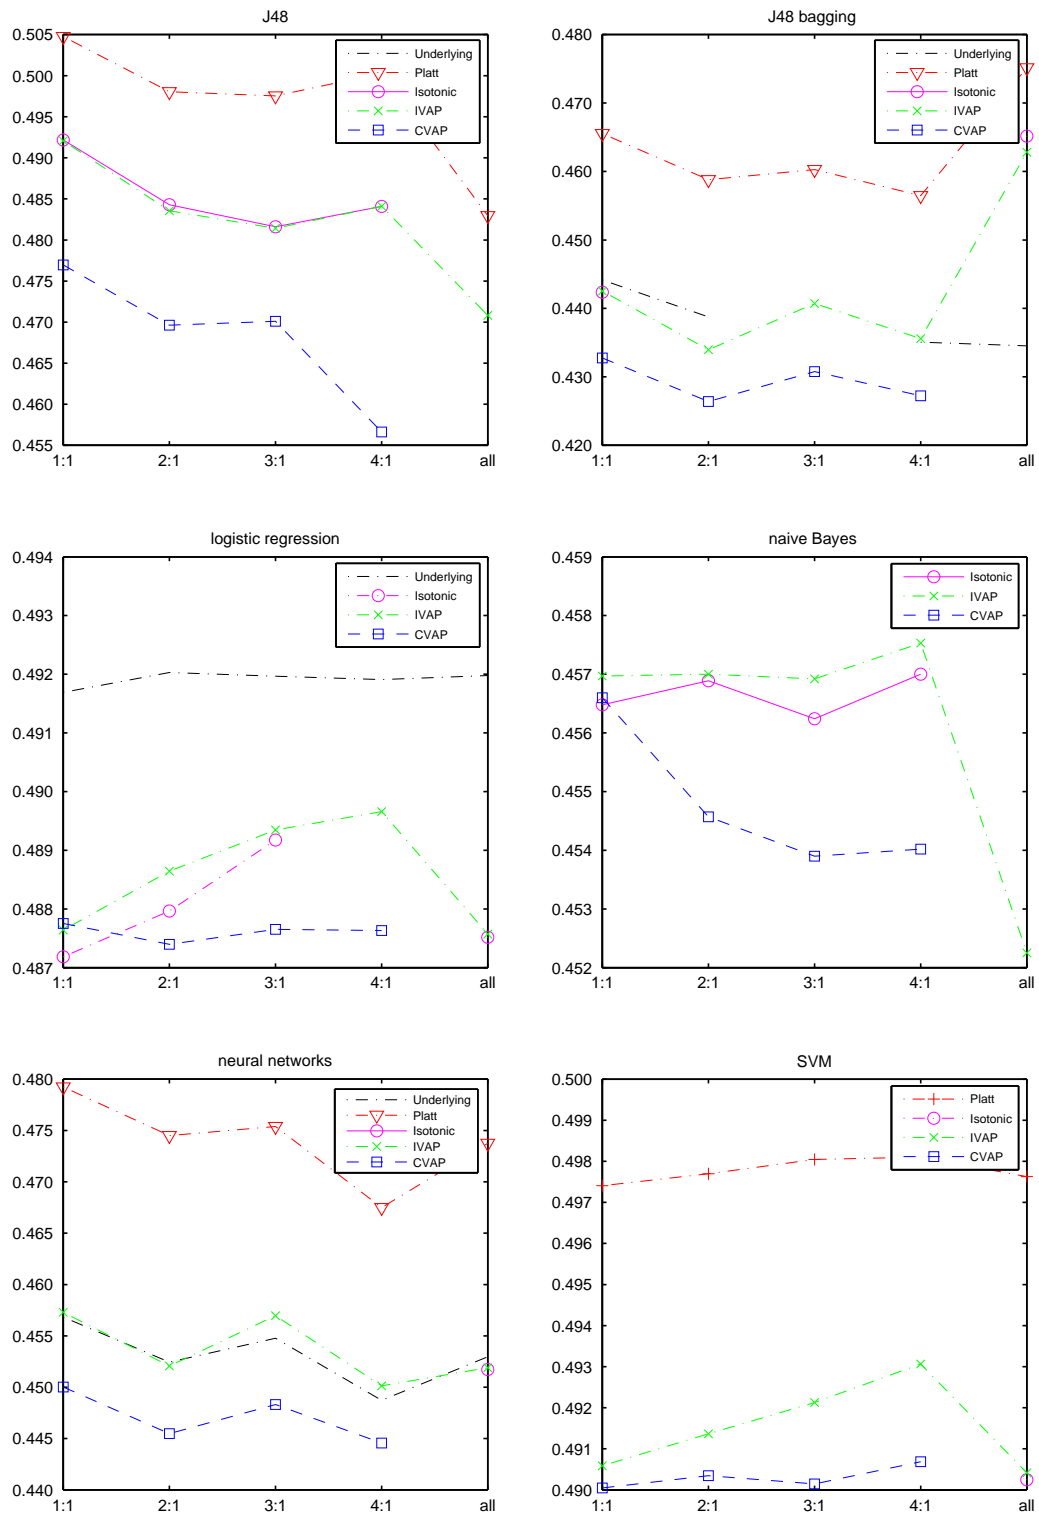 J48
0.505
0.500
0.495
0.490
0.485
0.480
0.475
0.470
0.465
0.460
0.455
1:1 2:1 3:1 4:1 all
Underlying
Platt
Isotonic
IVAP
CVAP
J48 bagging
0.480
0.470
0.460
0.450
0.440
0.430
0.420
1:1 2:1 3:1 4:1 all
Underlying
Platt
Isotonic
IVAP
CVAP
logistic regression
0.494
0.493
0.492
0.491
0.490
0.489
0.488
0.487
1:1 2:1 3:1 4:1 all
Underlying
Isotonic
IVAP
CVAP
naive Bayes
0.459
0.458
0.457
0.456
0.455
0.454
0.453
0.452
1:1 2:1 3:1 4:1 all
Isotonic
IVAP
CVAP
neural networks
0.480
0.475
0.470
0.465
0.460
0.455
0.450
0.445
0.440
1:1 2:1 3:1 4:1 all
Underlying
Platt
Isotonic
IVAP
CVAP
SVM
0.500
0.499
0.498
0.497
0.496
0.495
0.494
0.493
0.492
0.491
0.490
1:1 2:1 3:1 4:1 all
Platt
Isotonic
IVAP
CVAP